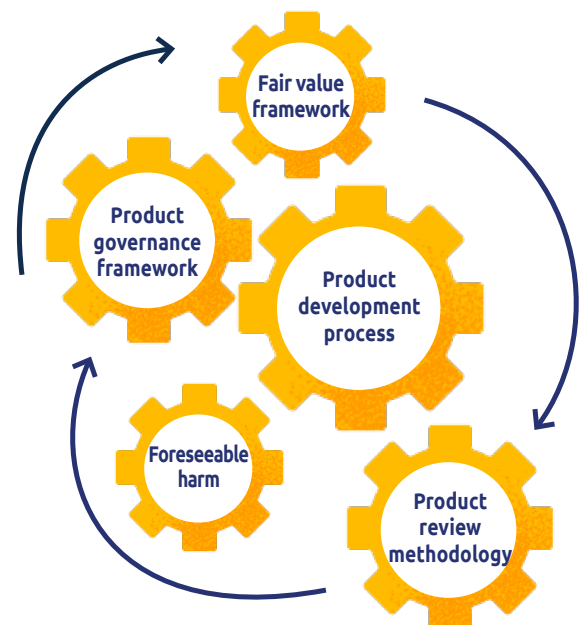 Fair value
framework
Product
governance
framework
Product
development
process
Foreseeable
harm
Product
review
methodology